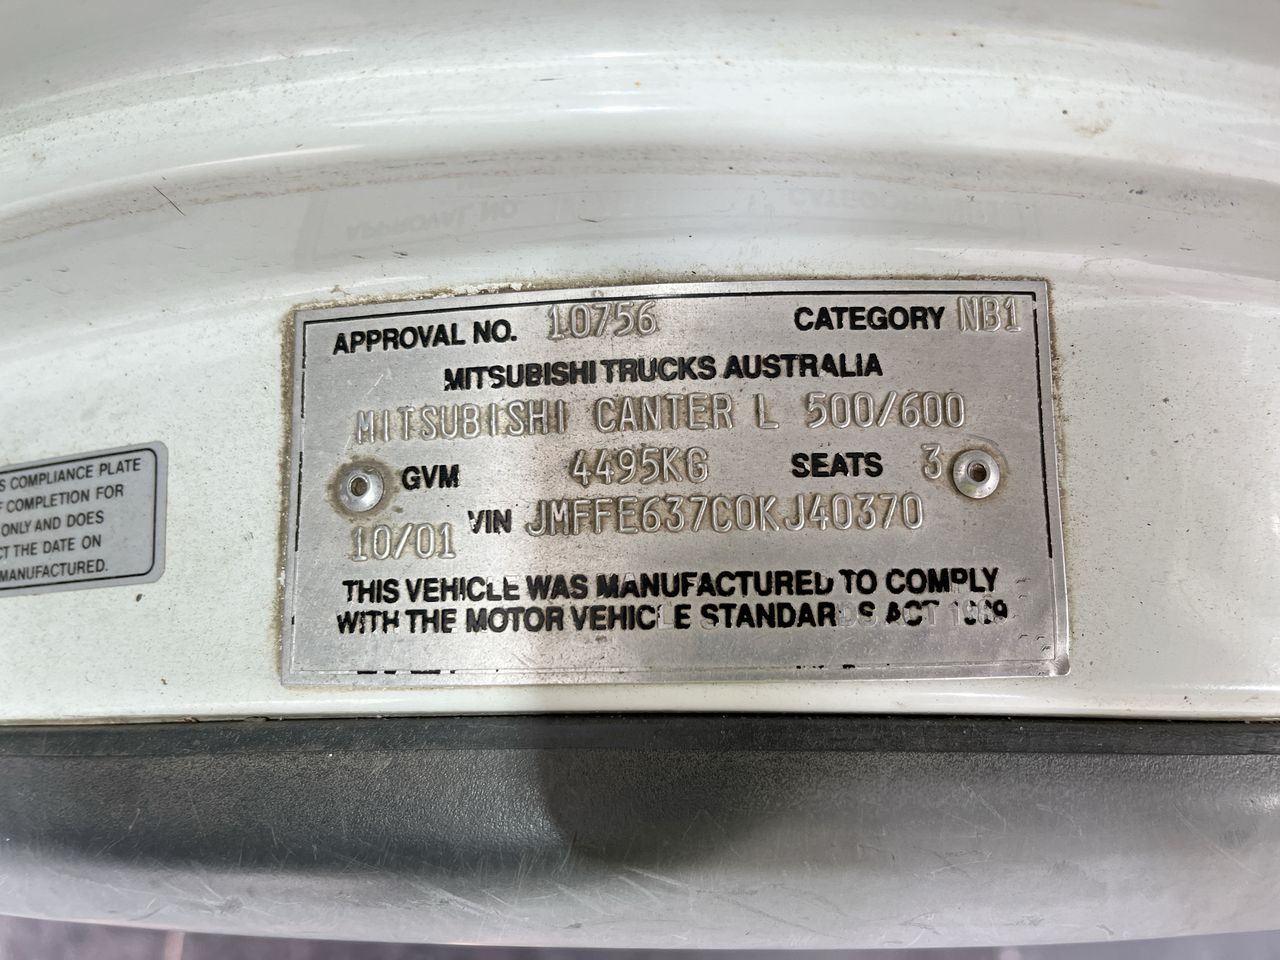 APPROVAL NO. 10756 CATEGORY NB1
MITSUBISHI TRUCKS AUSTRALIA
MITSUBISHI CANTER L 500/600
GVM 4495KG SEATS 3
10/01 VIN JMFFE637C0KJ40370
THIS VEHICLE WAS MANUFACTURED TO COMPLY
WITH THE MOTOR VEHICLE STANDARDS ACT 1989
S COMPLIANCE PLATE
F COMPLETION FOR
ONLY AND DOES
CT THE DATE ON
MANUFACTURED.